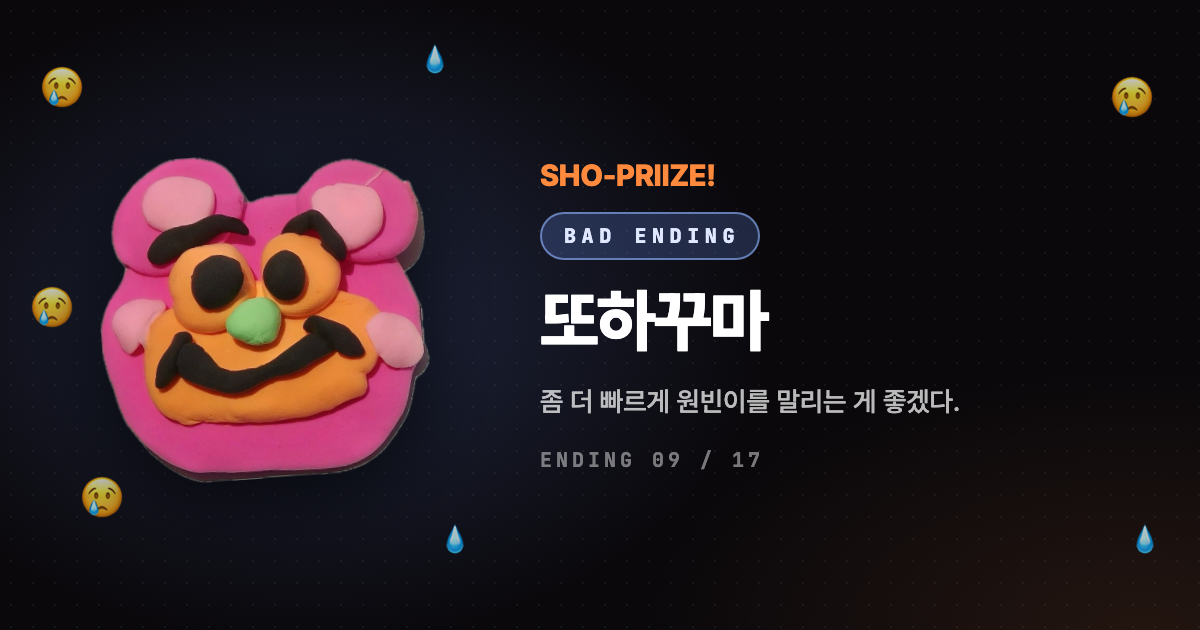 SHO-PRIIZE!
BAD ENDING
또하꾸마
좀 더 빠르게 원빈이를 말리는 게 좋겠다.
ENDING 09 / 17